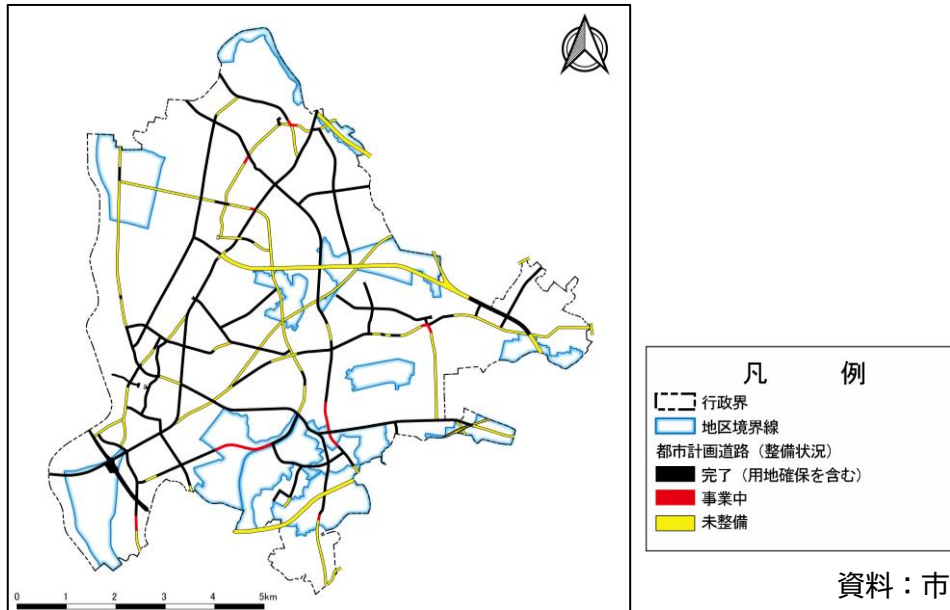 0 1 2 3 4 5km
凡 例
行政界
地区境界線
都市計画道路（整備状況）
完了（用地確保を含む）
事業中
未整備
資料：市